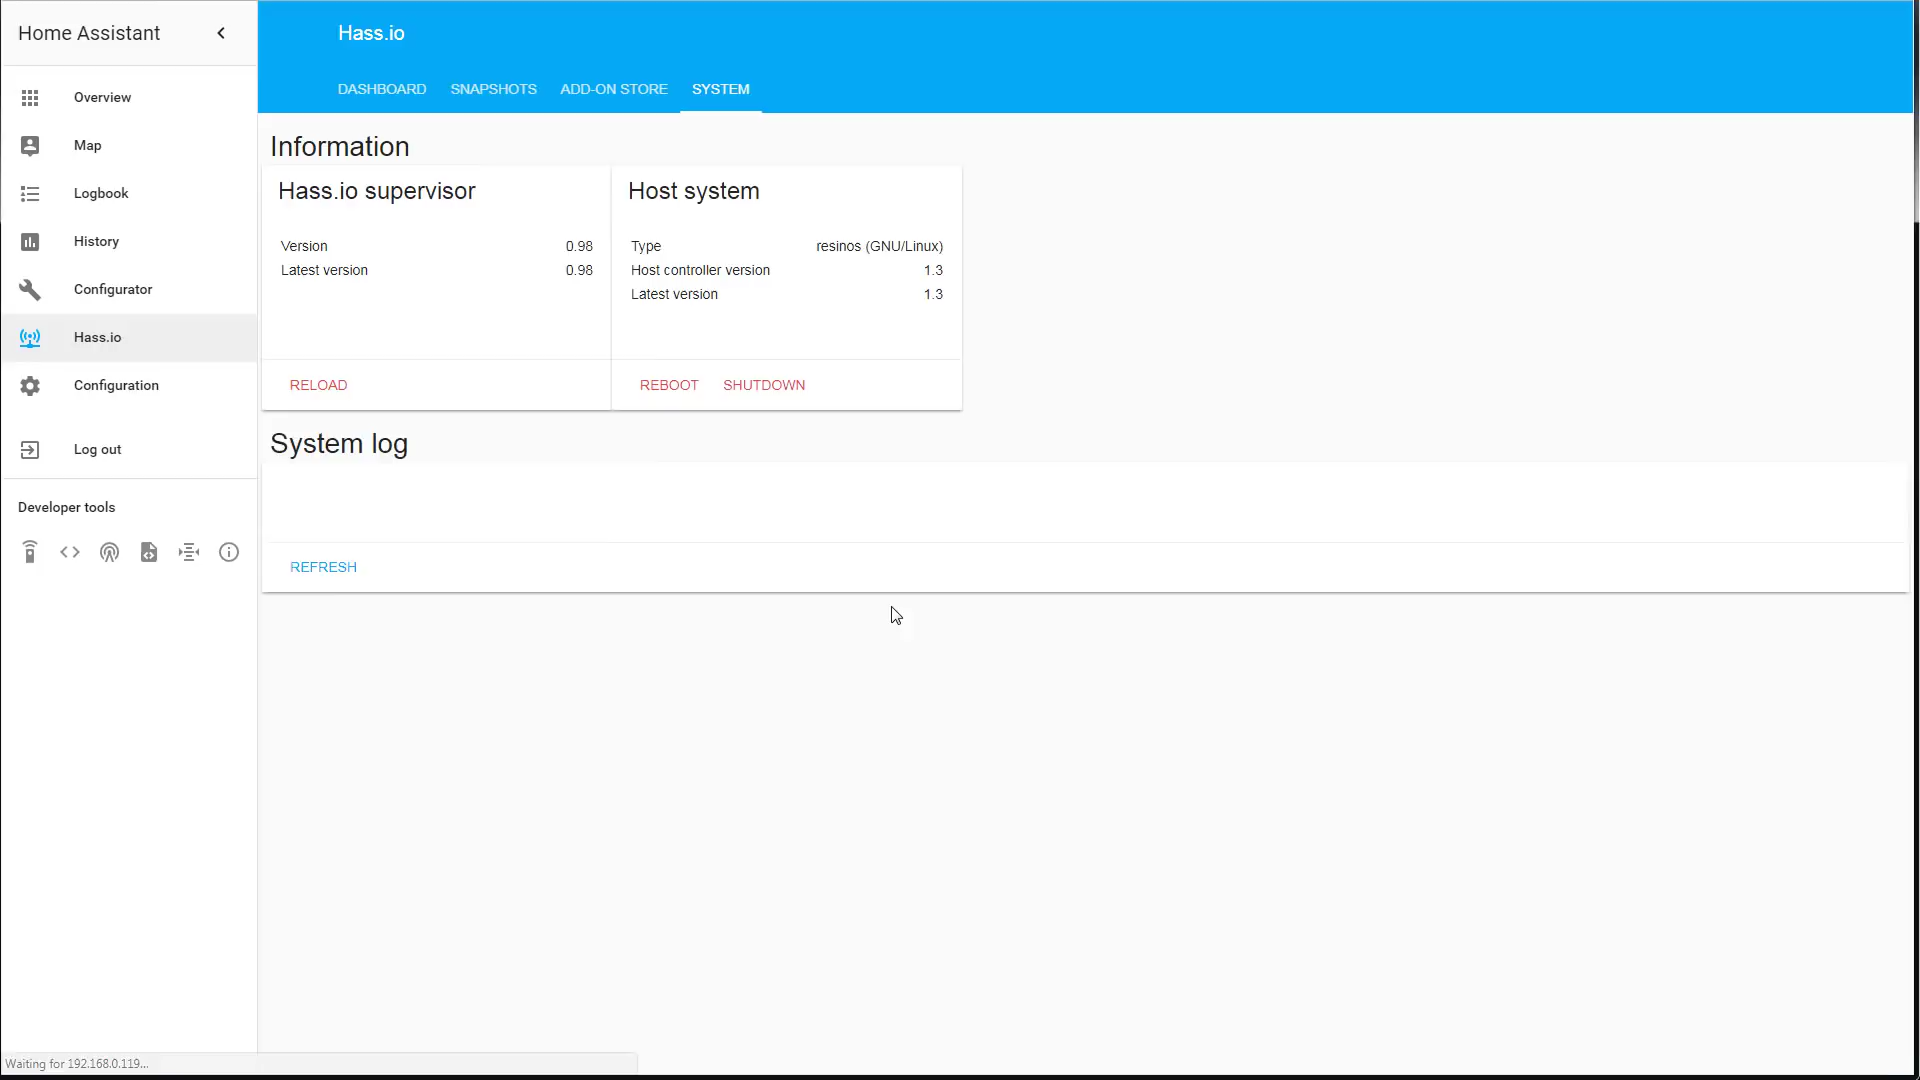 Home Assistant
Overview
Map
Logbook
History
Configurator
Hass.io
Configuration
Log out
Developer tools
Hass.io
DASHBOARD SNAPSHOTS ADD-ON STORE SYSTEM
Information
Hass.io supervisor
Version 0.98
Latest version 0.98
RELOAD
Host system
Type resinos (GNU/Linux)
Host controller version 1.3
Latest version 1.3
REBOOT SHUTDOWN
System log
REFRESH
Waiting for 192.168.0.119...